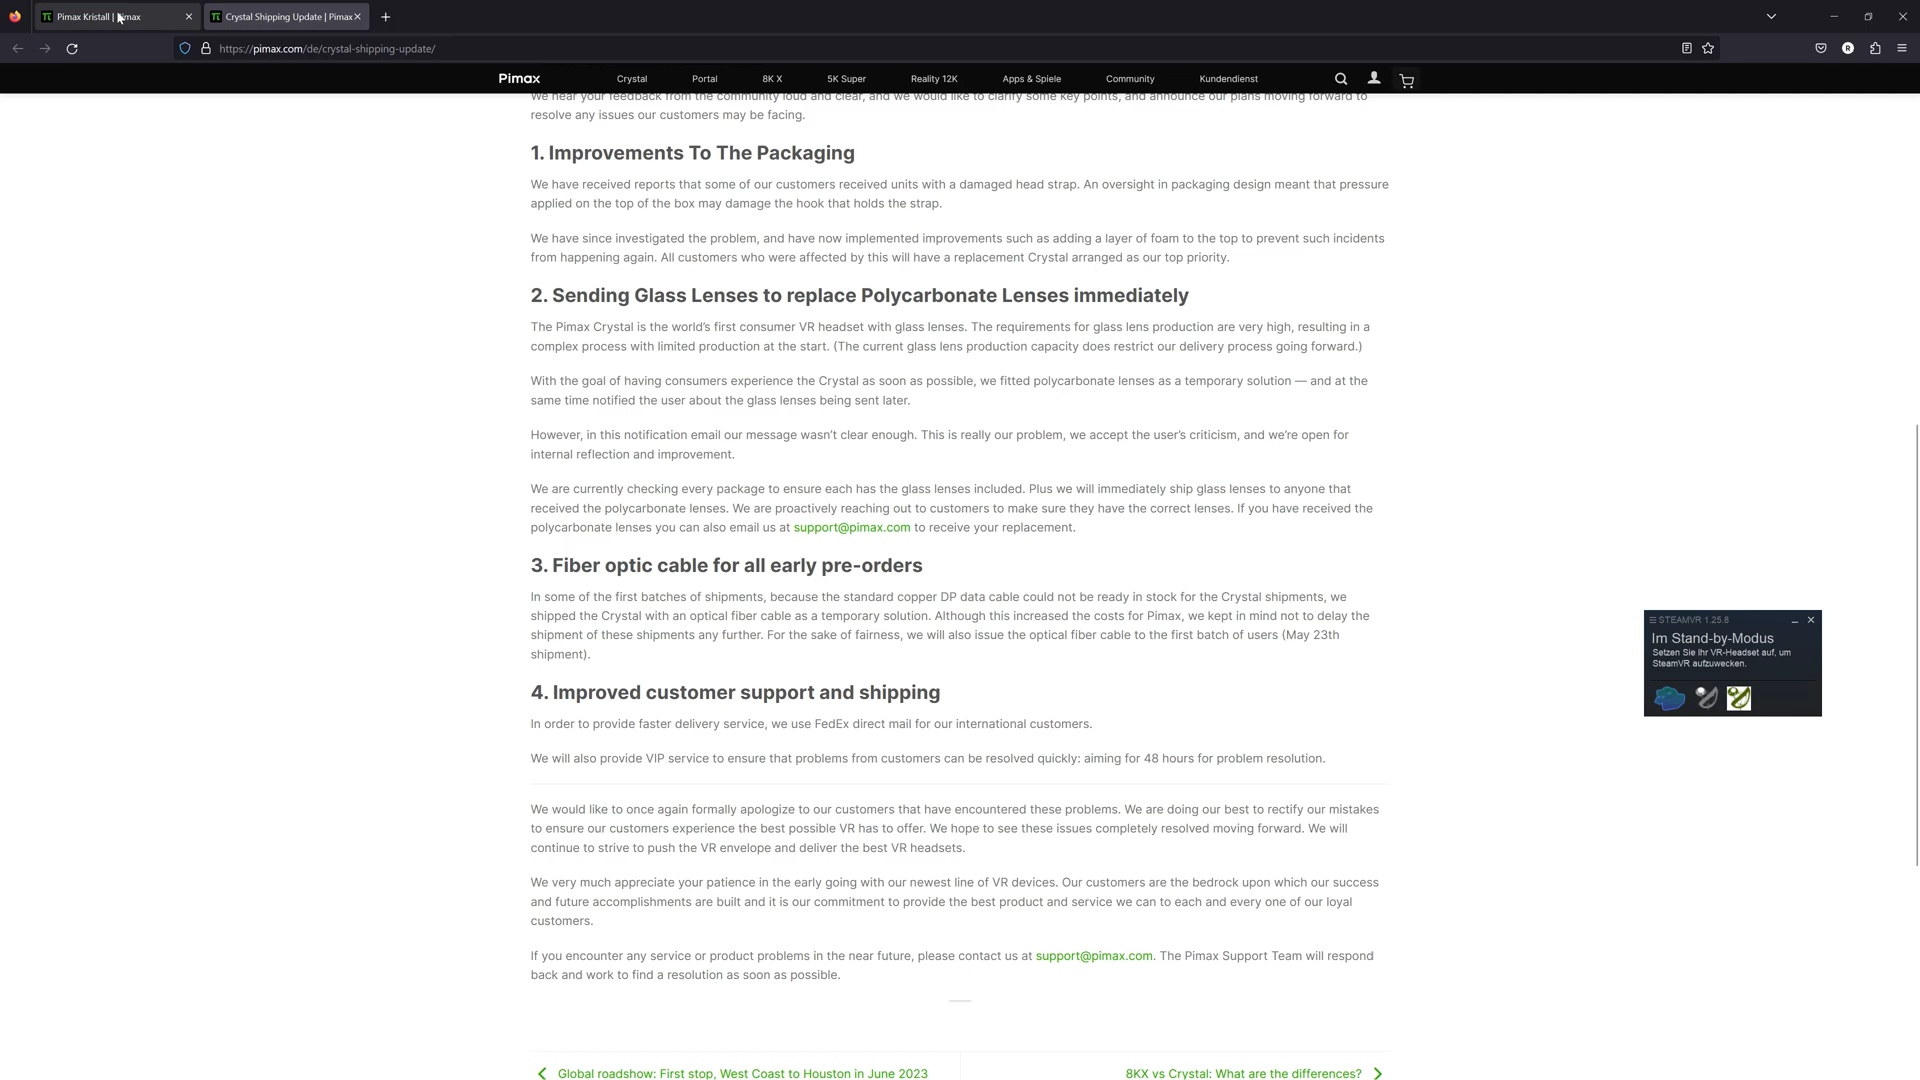 Pimax Kristall | Pimax
Crystal Shipping Update | Pimax
https://pimax.com/de/crystal-shipping-update/
Pimax
Crystal
Portal
8K X
5K Super
Reality 12K
Apps & Spiele
Community
Kundendienst
We hear your feedback from the community loud and clear, and we would like to clarify some key points, and announce our plans moving forward to
resolve any issues our customers may be facing.
1. Improvements To The Packaging
We have received reports that some of our customers received units with a damaged head strap. An oversight in packaging design meant that pressure
applied on the top of the box may damage the hook that holds the strap.
We have since investigated the problem, and have now implemented improvements such as adding a layer of foam to the top to prevent such incidents
from happening again. All customers who were affected by this will have a replacement Crystal arranged as our top priority.
2. Sending Glass Lenses to replace Polycarbonate Lenses immediately
The Pimax Crystal is the world's first consumer VR headset with glass lenses. The requirements for glass lens production are very high, resulting in a
complex process with limited production at the start. (The current glass lens production capacity does restrict our delivery process going forward.)
With the goal of having consumers experience the Crystal as soon as possible, we fitted polycarbonate lenses as a temporary solution — and at the
same time notified the user about the glass lenses being sent later.
However, in this notification email our message wasn't clear enough. This is really our problem, we accept the user's criticism, and we're open for
internal reflection and improvement.
We are currently checking every package to ensure each has the glass lenses included. Plus we will immediately ship glass lenses to anyone that
received the polycarbonate lenses. We are proactively reaching out to customers to make sure they have the correct lenses. If you have received the
polycarbonate lenses you can also email us at support@pimax.com to receive your replacement.
3. Fiber optic cable for all early pre-orders
In some of the first batches of shipments, because the standard copper DP data cable could not be ready in stock for the Crystal shipments, we
shipped the Crystal with an optical fiber cable as a temporary solution. Although this increased the costs for Pimax, we kept in mind not to delay the
shipment of these shipments any further. For the sake of fairness, we will also issue the optical fiber cable to the first batch of users (May 23th
shipment).
4. Improved customer support and shipping
In order to provide faster delivery service, we use FedEx direct mail for our international customers.
We will also provide VIP service to ensure that problems from customers can be resolved quickly: aiming for 48 hours for problem resolution.
We would like to once again formally apologize to our customers that have encountered these problems. We are doing our best to rectify our mistakes
to ensure our customers experience the best possible VR has to offer. We hope to see these issues completely resolved moving forward. We will
continue to strive to push the VR envelope and deliver the best VR headsets.
We very much appreciate your patience in the early going with our newest line of VR devices. Our customers are the bedrock upon which our success
and future accomplishments are built and it is our commitment to provide the best product and service we can to each and every one of our loyal
customers.
If you encounter any service or product problems in the near future, please contact us at support@pimax.com. The Pimax Support Team will respond
back and work to find a resolution as soon as possible.
Global roadshow: First stop, West Coast to Houston in June 2023
8KX vs Crystal: What are the differences?
STEAMVR 1.25.8
Im Stand-by-Modus
Setzen Sie Ihr VR-Headset auf, um
SteamVR aufzuwecken.